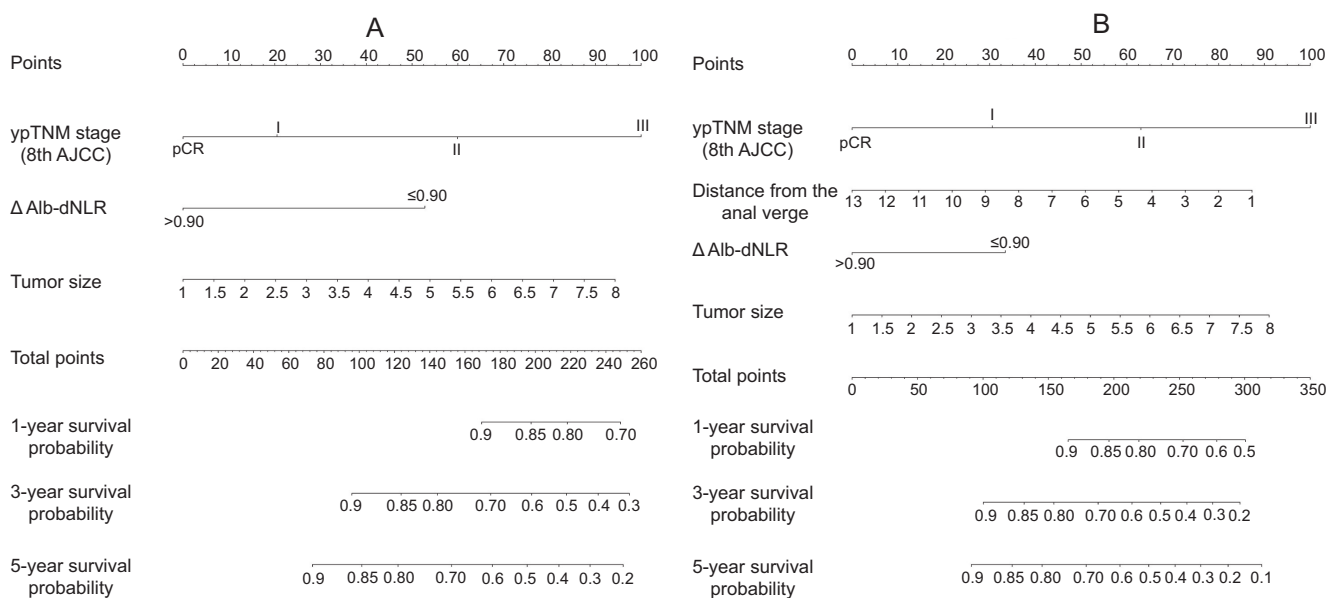 A
Points
0 10 20 30 40 50 60 70 80 90 100
ypTNM stage
(8th AJCC)
I
III
pCR
II
Δ Alb-dNLR
≤0.90
>0.90
Tumor size
1 1.5 2 2.5 3 3.5 4 4.5 5 5.5 6 6.5 7 7.5 8
Total points
0 20 40 60 80 100 120 140 160 180 200 220 240 260
1-year survival
probability
0.9 0.85 0.80 0.70
3-year survival
probability
0.9 0.85 0.80 0.70 0.6 0.5 0.4 0.3
5-year survival
probability
0.9 0.85 0.80 0.70 0.6 0.5 0.4 0.3 0.2
B
Points
0 10 20 30 40 50 60 70 80 90 100
ypTNM stage
(8th AJCC)
I
III
pCR
II
Distance from the
anal verge
13 12 11 10 9 8 7 6 5 4 3 2 1
Δ Alb-dNLR
≤0.90
>0.90
Tumor size
1 1.5 2 2.5 3 3.5 4 4.5 5 5.5 6 6.5 7 7.5 8
Total points
0 50 100 150 200 250 300 350
1-year survival
probability
0.9 0.85 0.80 0.70 0.6 0.5
3-year survival
probability
0.9 0.85 0.80 0.70 0.6 0.5 0.4 0.3 0.2
5-year survival
probability
0.9 0.85 0.80 0.70 0.6 0.5 0.4 0.3 0.2 0.1